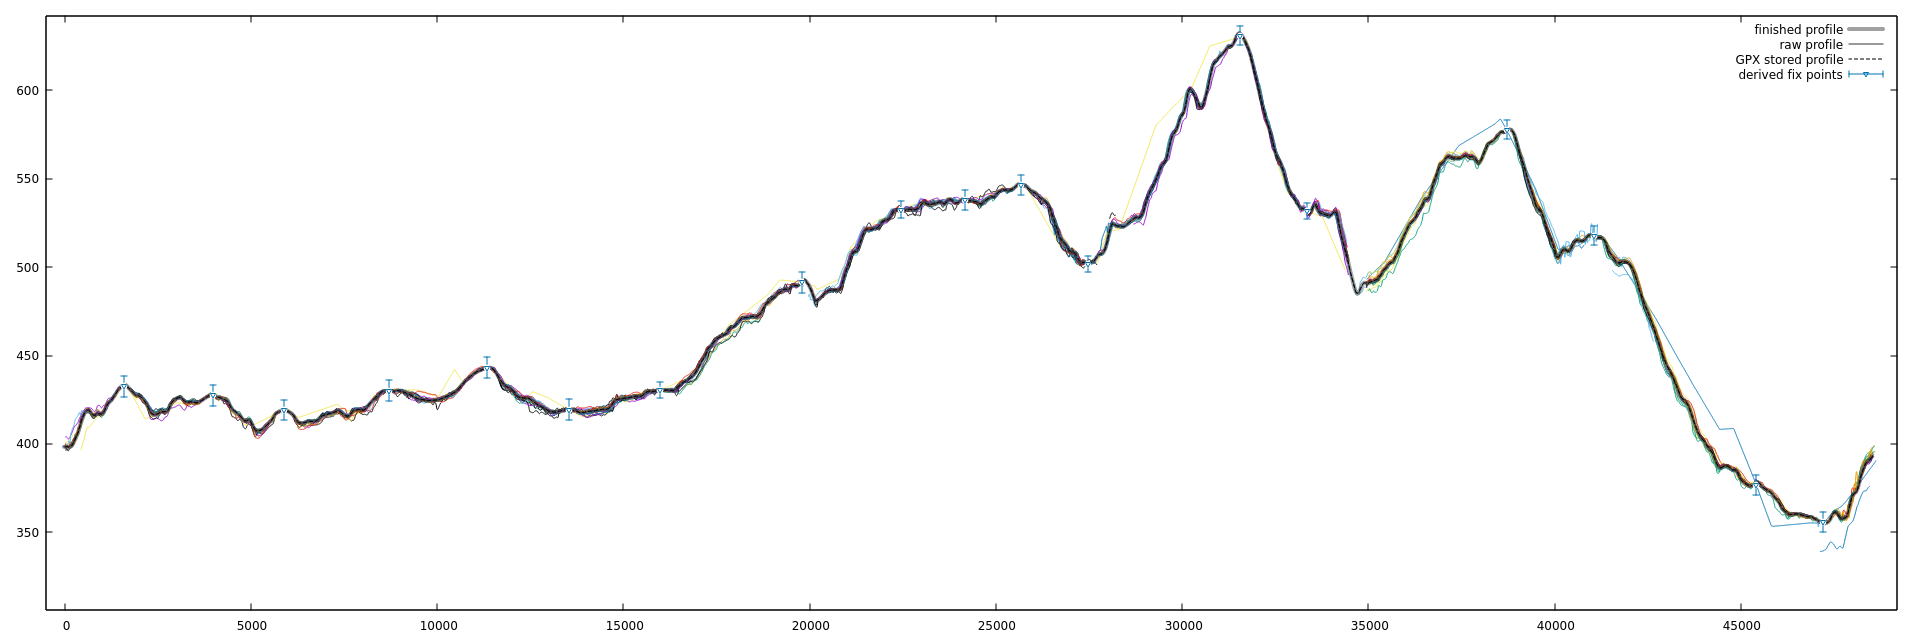 finished profile
raw profile
GPX stored profile
derived fix points
600
550
500
450
400
350
0 5000 10000 15000 20000 25000 30000 35000 40000 45000